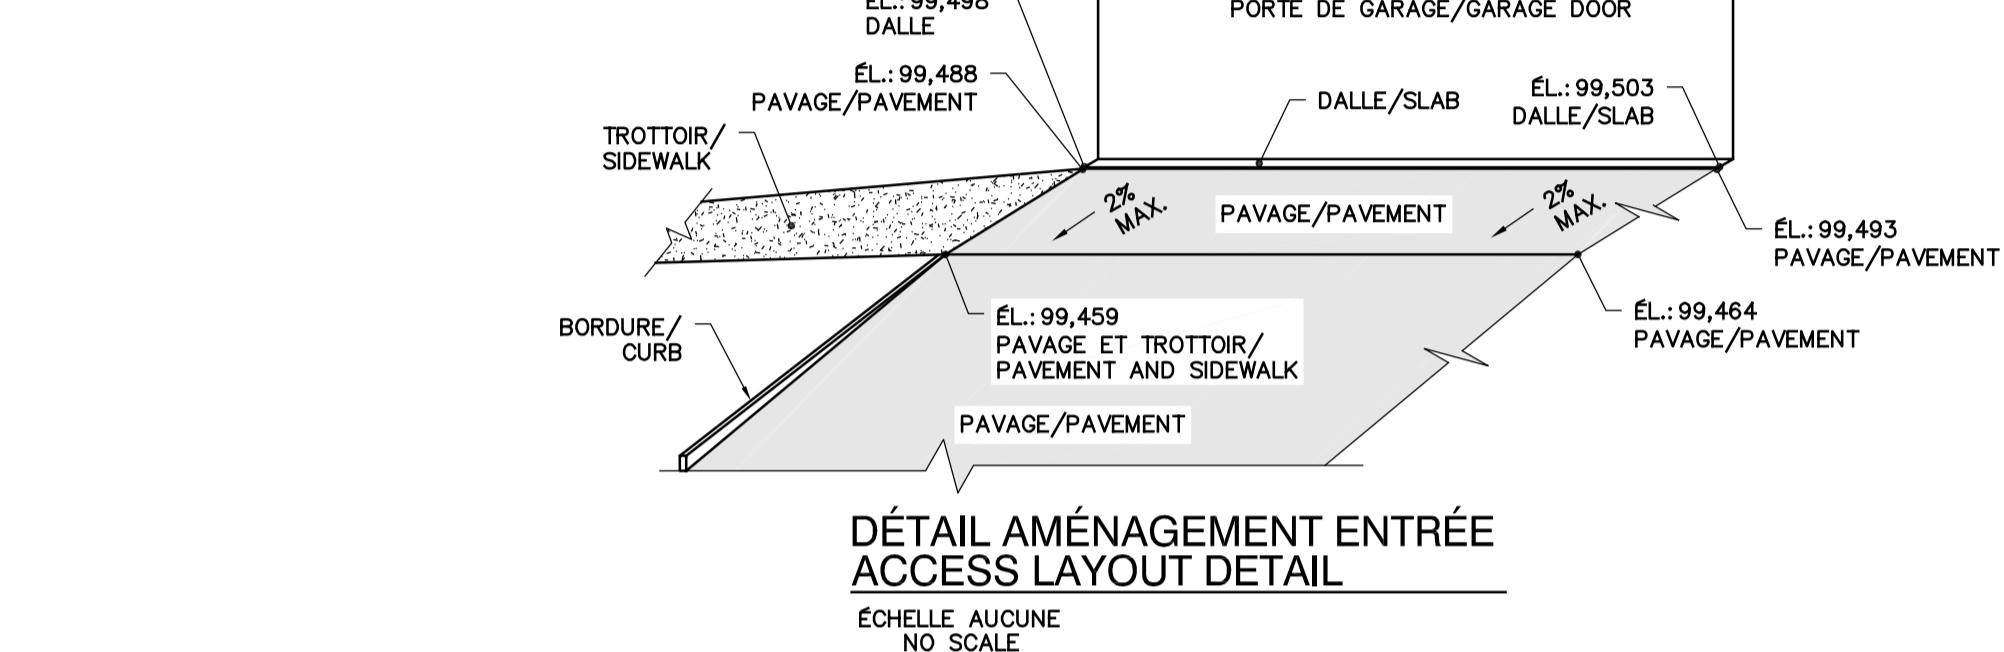 ÉL.: 99,498
DALLE
PORTE DE GARAGE/GARAGE DOOR
ÉL.: 99,488
PAVAGE/PAVEMENT
DALLE/SLAB
ÉL.: 99,503
DALLE/SLAB
TROTTOIR/
SIDEWALK
2%
MAX.
PAVAGE/PAVEMENT
2%
MAX.
ÉL.: 99,493
PAVAGE/PAVEMENT
BORDURE/
CURB
ÉL.: 99,459
PAVAGE ET TROTTOIR/
PAVEMENT AND SIDEWALK
ÉL.: 99,464
PAVAGE/PAVEMENT
PAVAGE/PAVEMENT
DÉTAIL AMÉNAGEMENT ENTRÉE
ACCESS LAYOUT DETAIL
ÉCHELLE AUCUNE
NO SCALE